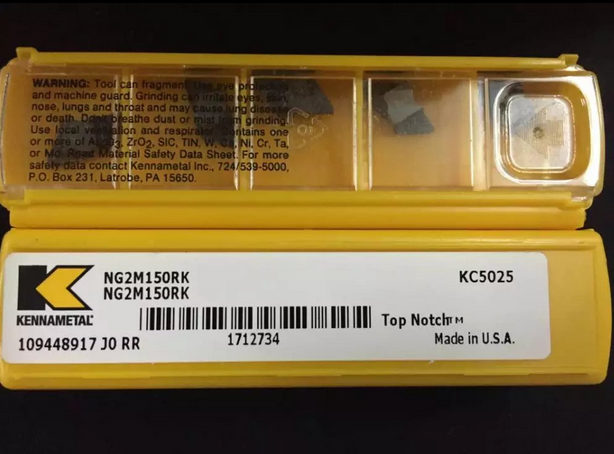 WARNING: Tool can fragment. Use eye protection
and machine guard. Grinding can irritate eyes, skin,
nose, lungs and throat and may cause lung disease
or death. Don't breathe dust or mist from grinding.
Use local ventilation and respirator. Contains one
or more of ZrO2, SiC, TiN, W, Co, Ni, Cr, Ta,
or Mo. Read Material Safety Data Sheet. For more
safety data contact Kennametal Inc., 724/539-5000,
P.O. Box 231, Latrobe, PA 15650.
NG2M150RK
KC5025
NG2M150RK
KENNAMETAL
Top Notch™
109448917 J0 RR
1712734
Made in U.S.A.